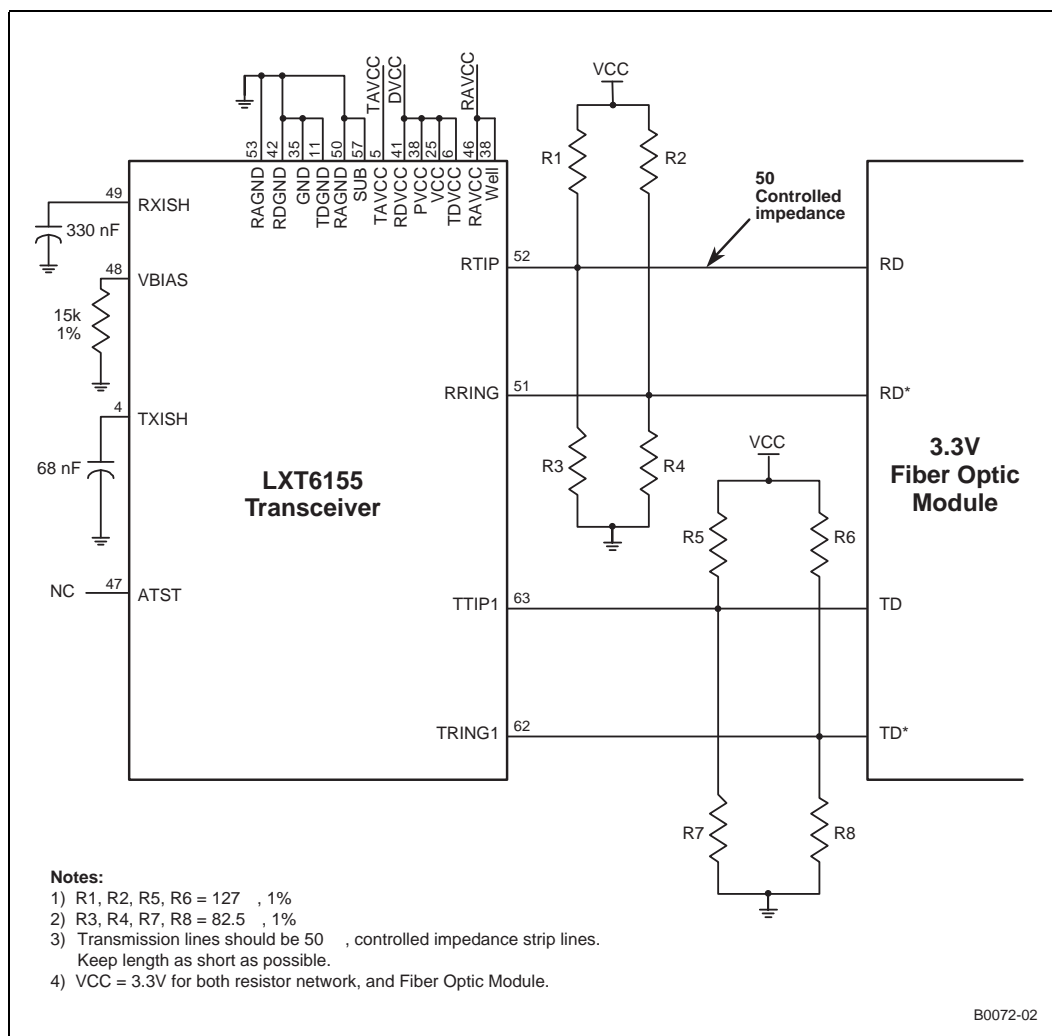 TAVCC
DVCC
RAVCC
VCC
53
42
35
11
50
57
5
41
38
25
6
46
38
RAGND
RDGND
GND
TDGND
RAGND
SUB
TAVCC
RDVCC
PVCC
VCC
TDVCC
RAVCC
Well
R1
R2
50
Controlled
impedance
49
RXISH
330 nF
48
VBIAS
15k
1%
4
TXISH
68 nF
NC
47
ATST
LXT6155
Transceiver
RTIP
52
RD
RRING
51
RD*
R3
R4
VCC
3.3V
Fiber Optic
Module
R5
R6
TTIP1
63
TD
TRING1
62
TD*
R7
R8
Notes:
1) R1, R2, R5, R6 = 127 , 1%
2) R3, R4, R7, R8 = 82.5 , 1%
3) Transmission lines should be 50 , controlled impedance strip lines.
Keep length as short as possible.
4) VCC = 3.3V for both resistor network, and Fiber Optic Module.
B0072-02